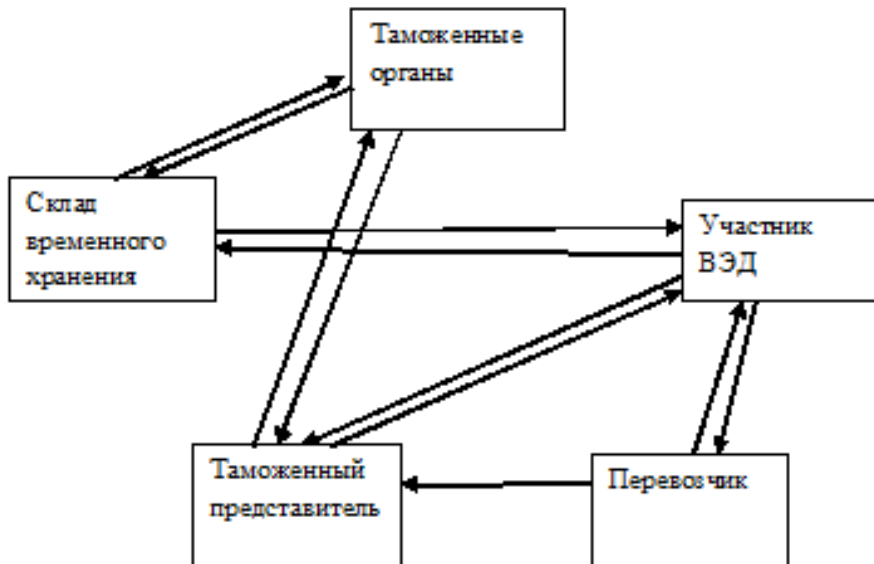 Таможенные
органы
Склад
временного
хранения
Участник
ВЭД
Таможенный
представитель
Перевозчик